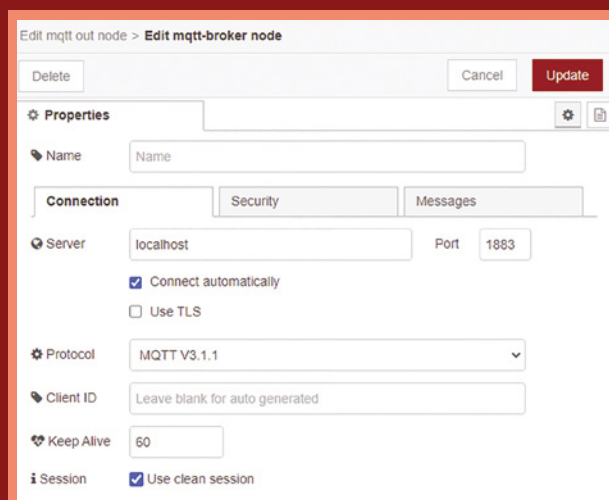 Edit mqtt out node > Edit mqtt-broker node
Delete Cancel Update
Properties
Name Name
Connection Security Messages
Server localhost Port 1883
Connect automatically
Use TLS
Protocol MQTT V3.1.1
Client ID Leave blank for auto generated
Keep Alive 60
Session Use clean session